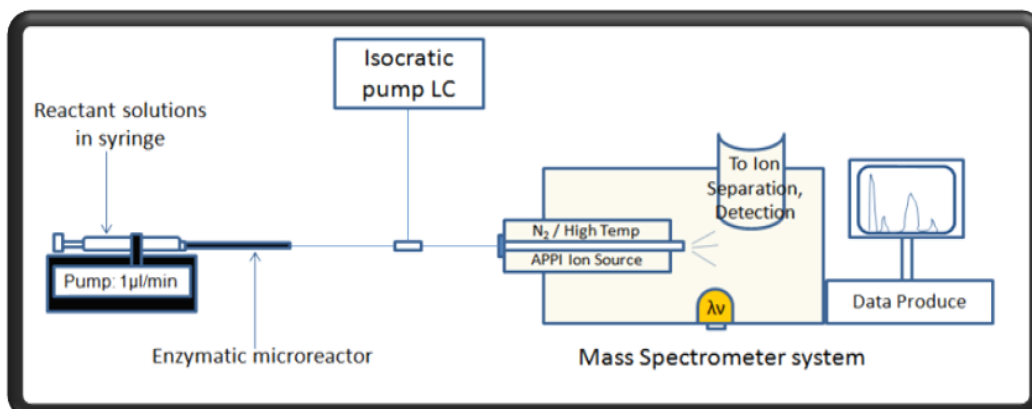 Isocratic
pump LC
Reactant solutions
in syringe
To Ion
Separation,
Detection
N₂ / High Temp
APPI Ion Source
Pump: 1µl/min
λν
Data Produce
Enzymatic microreactor
Mass Spectrometer system